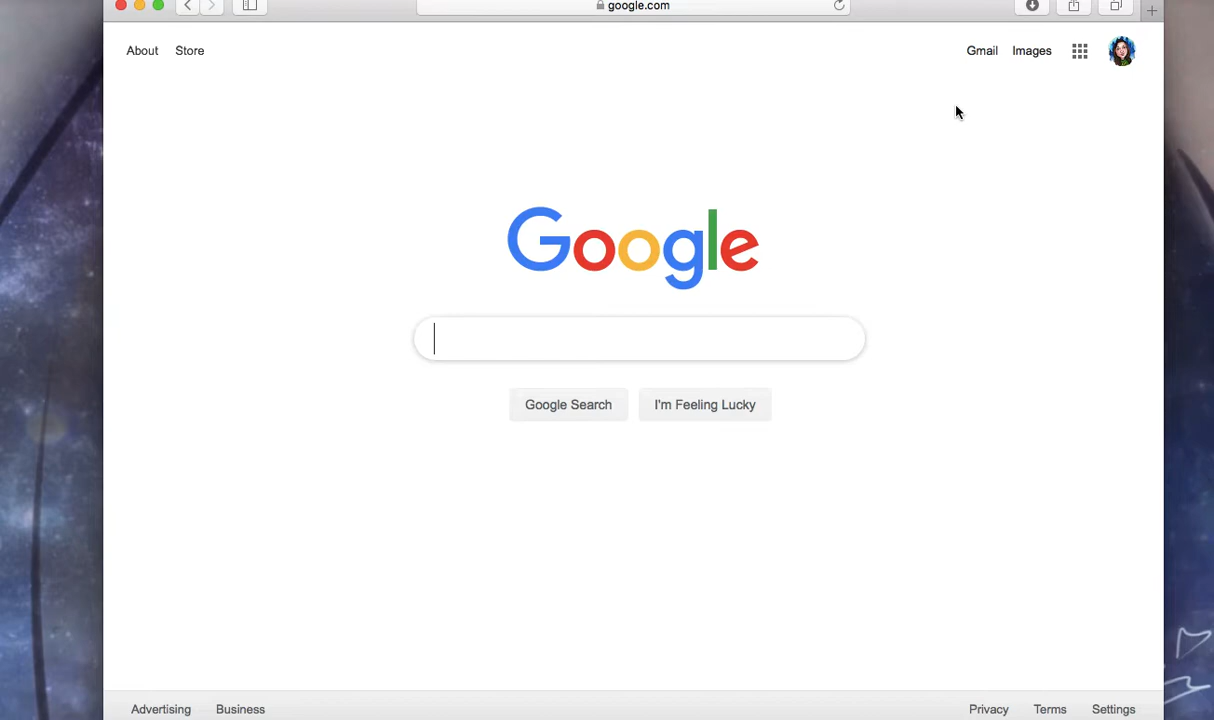 google.com
About Store Gmail Images
Google
Google Search I'm Feeling Lucky
Advertising Business Privacy Terms Settings